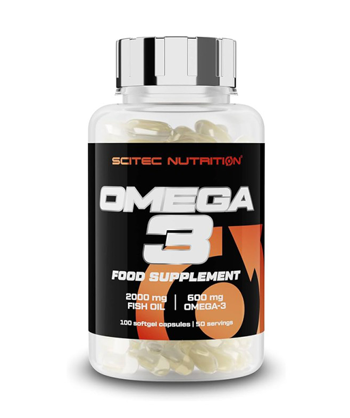 SCITEC NUTRITION
OMEGA
3
FOOD SUPPLEMENT
2000 mg | 600 mg
FISH OIL | OMEGA-3
100 softgel capsules | 50 servings